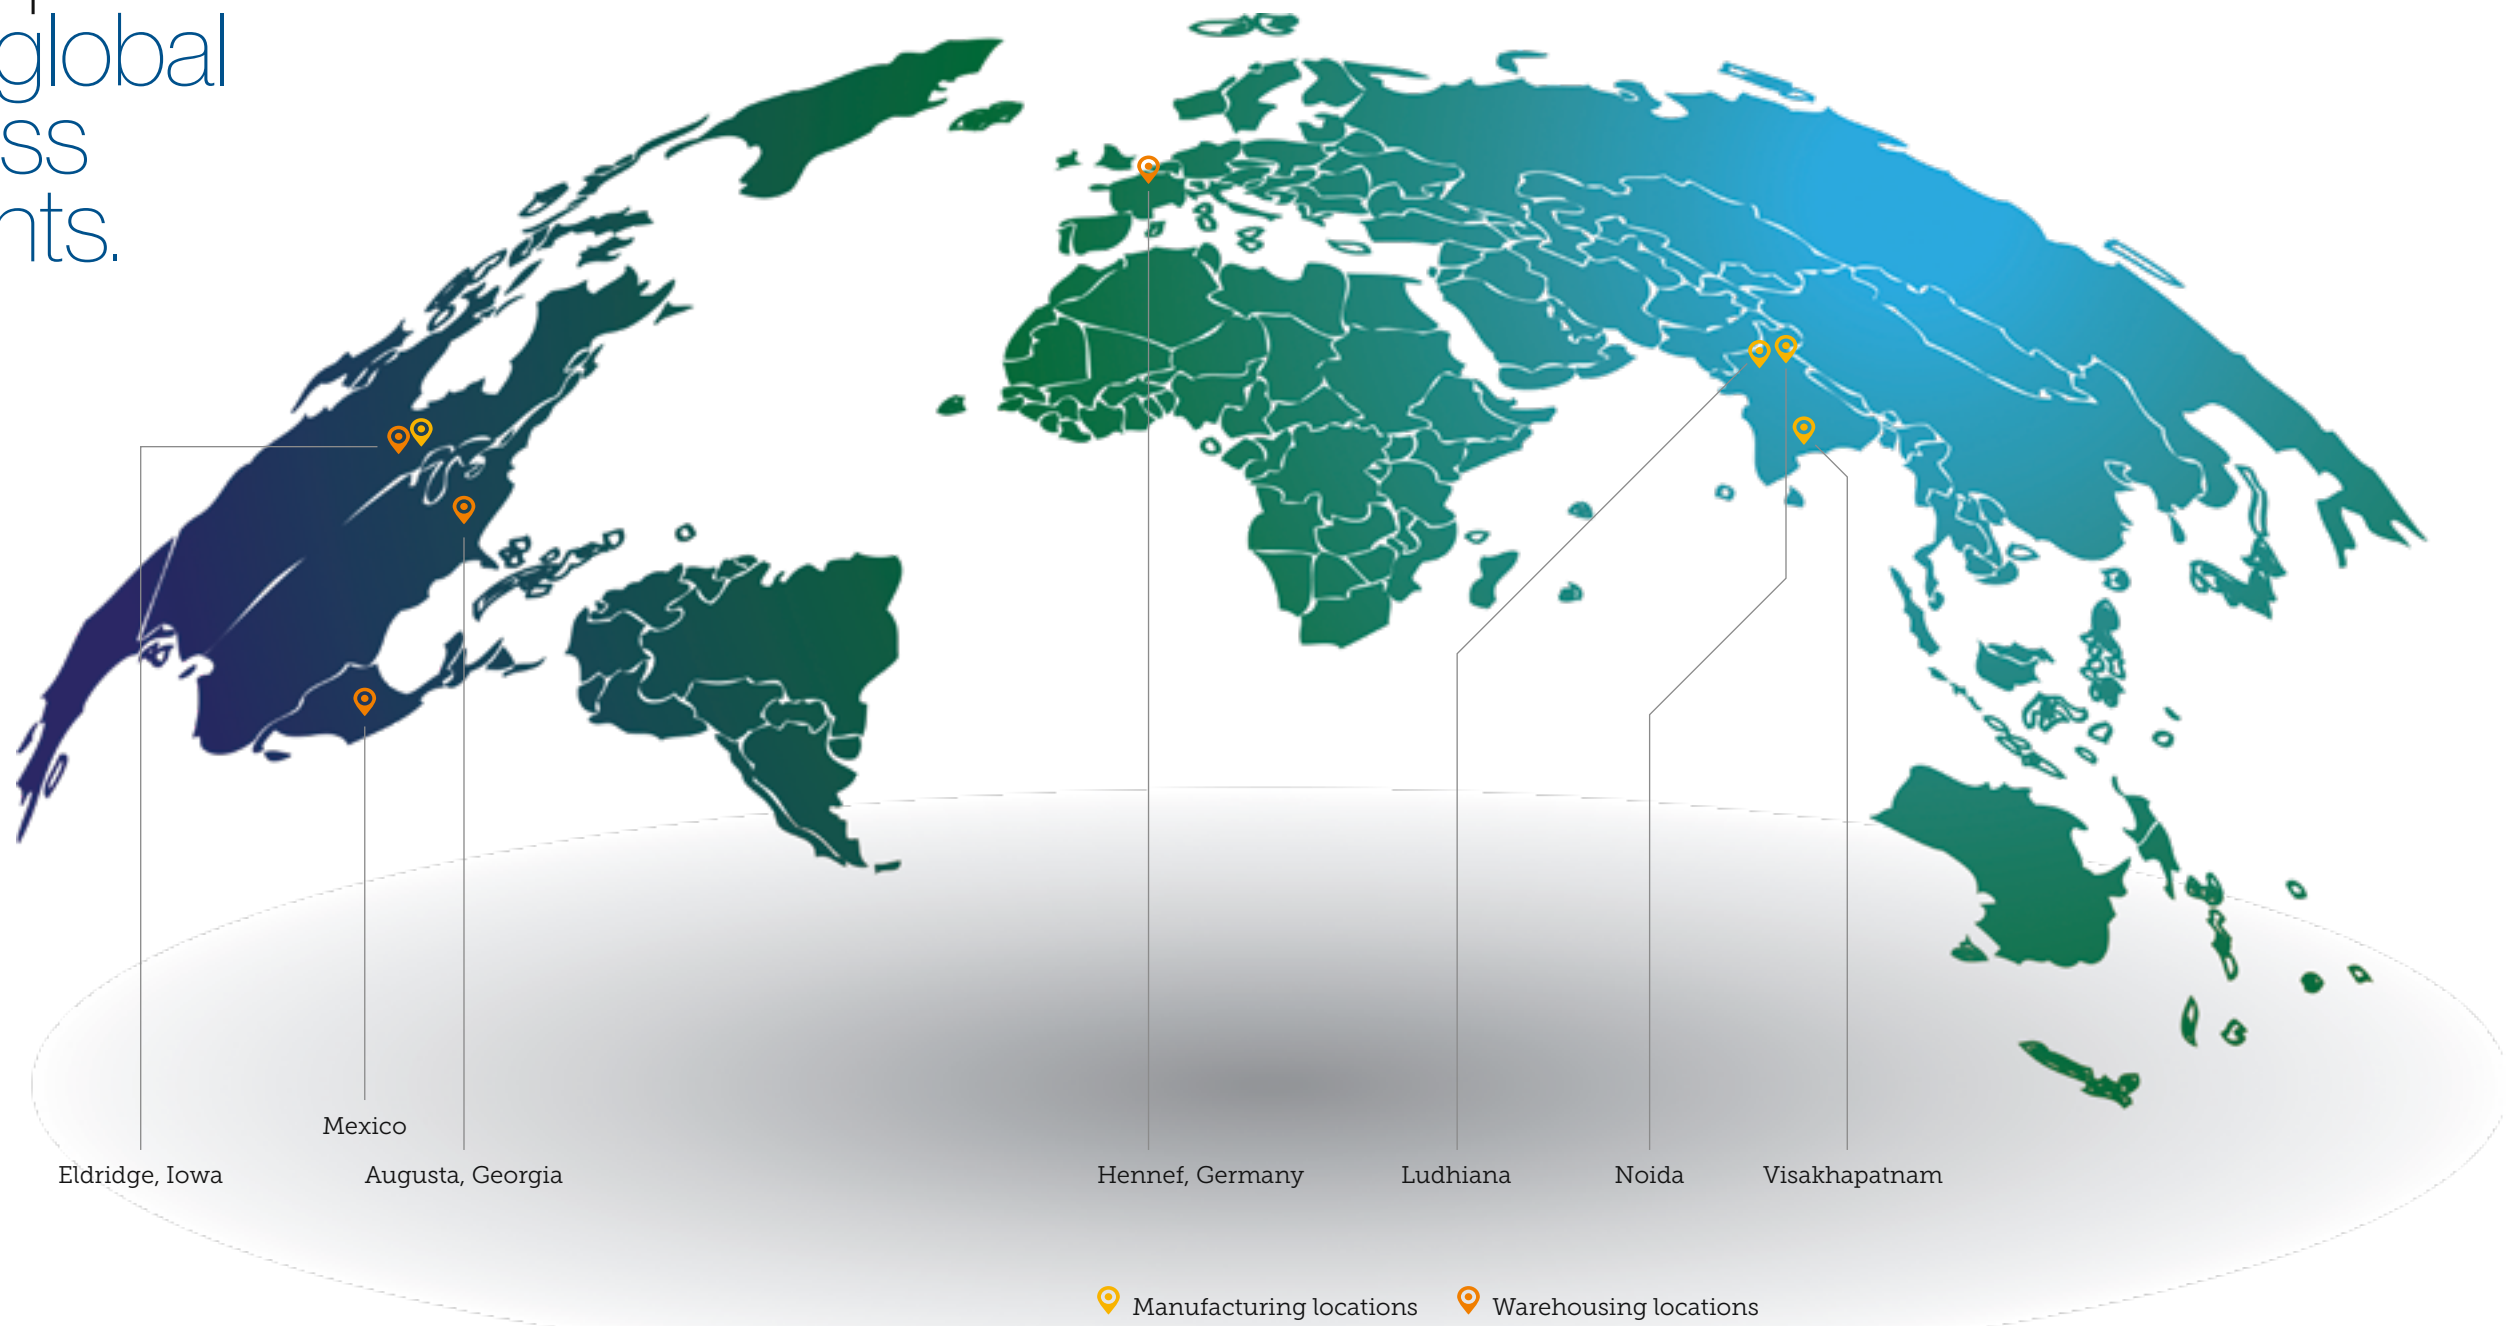 global
ss
nts.
Mexico
Eldridge, Iowa
Augusta, Georgia
Hennef, Germany
Ludhiana
Noida
Visakhapatnam
Manufacturing locations
Warehousing locations